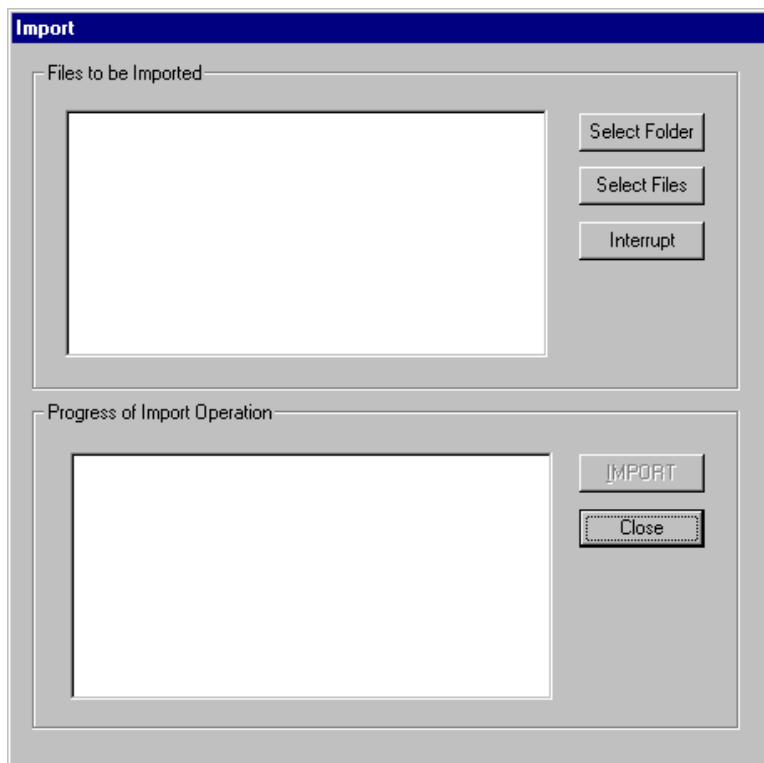 Import
Files to be Imported
Select Folder
Select Files
Interrupt
Progress of Import Operation
IMPORT
Close